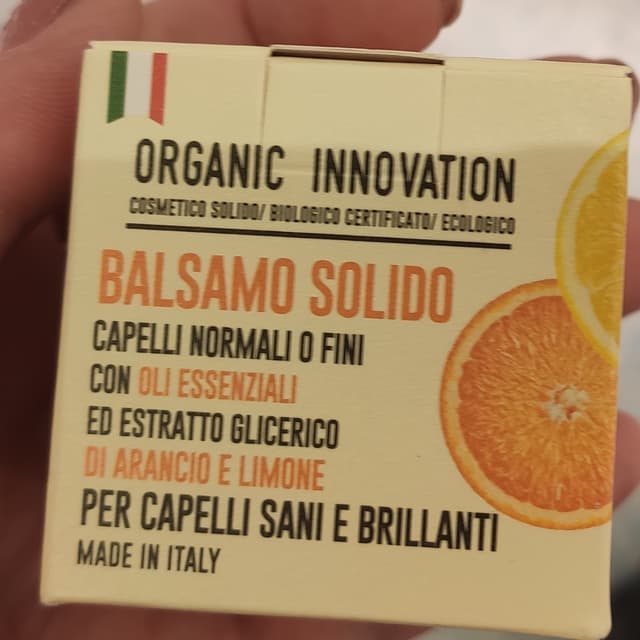 ORGANIC INNOVATION
COSMETICO SOLIDO/ BIOLOGICO CERTIFICATO/ ECOLOGICO
BALSAMO SOLIDO
CAPELLI NORMALI O FINI
CON OLI ESSENZIALI
ED ESTRATTO GLICERICO
DI ARANCIO E LIMONE
PER CAPELLI SANI E BRILLANTI
MADE IN ITALY